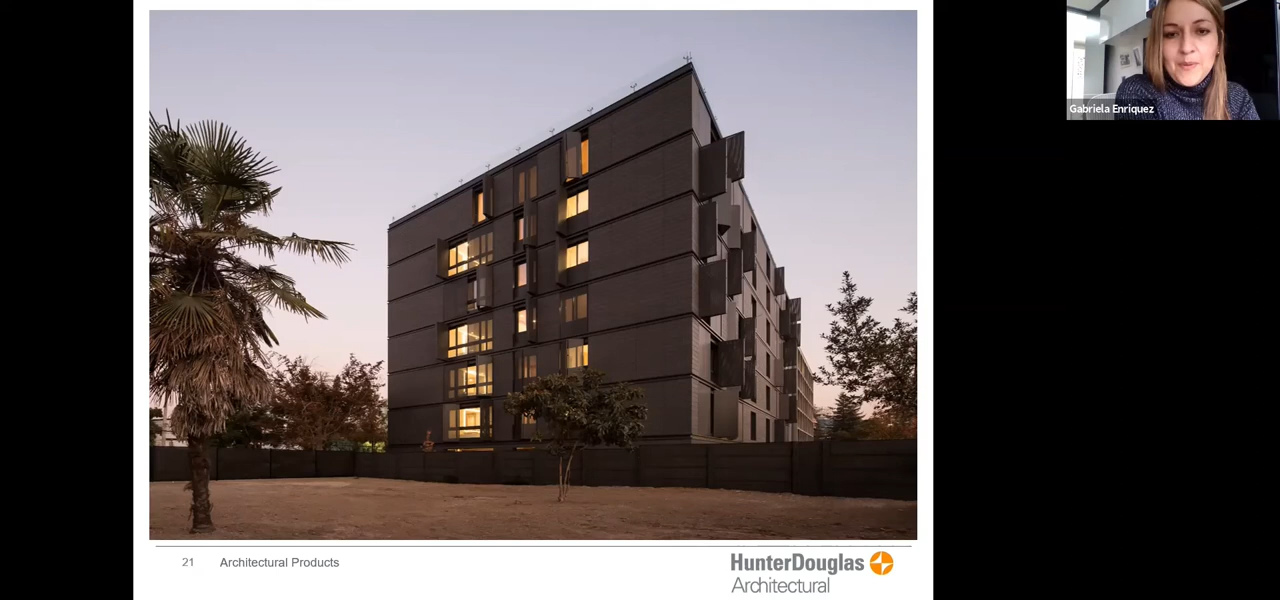 Gabriela Enriquez
21 Architectural Products
HunterDouglas
Architectural